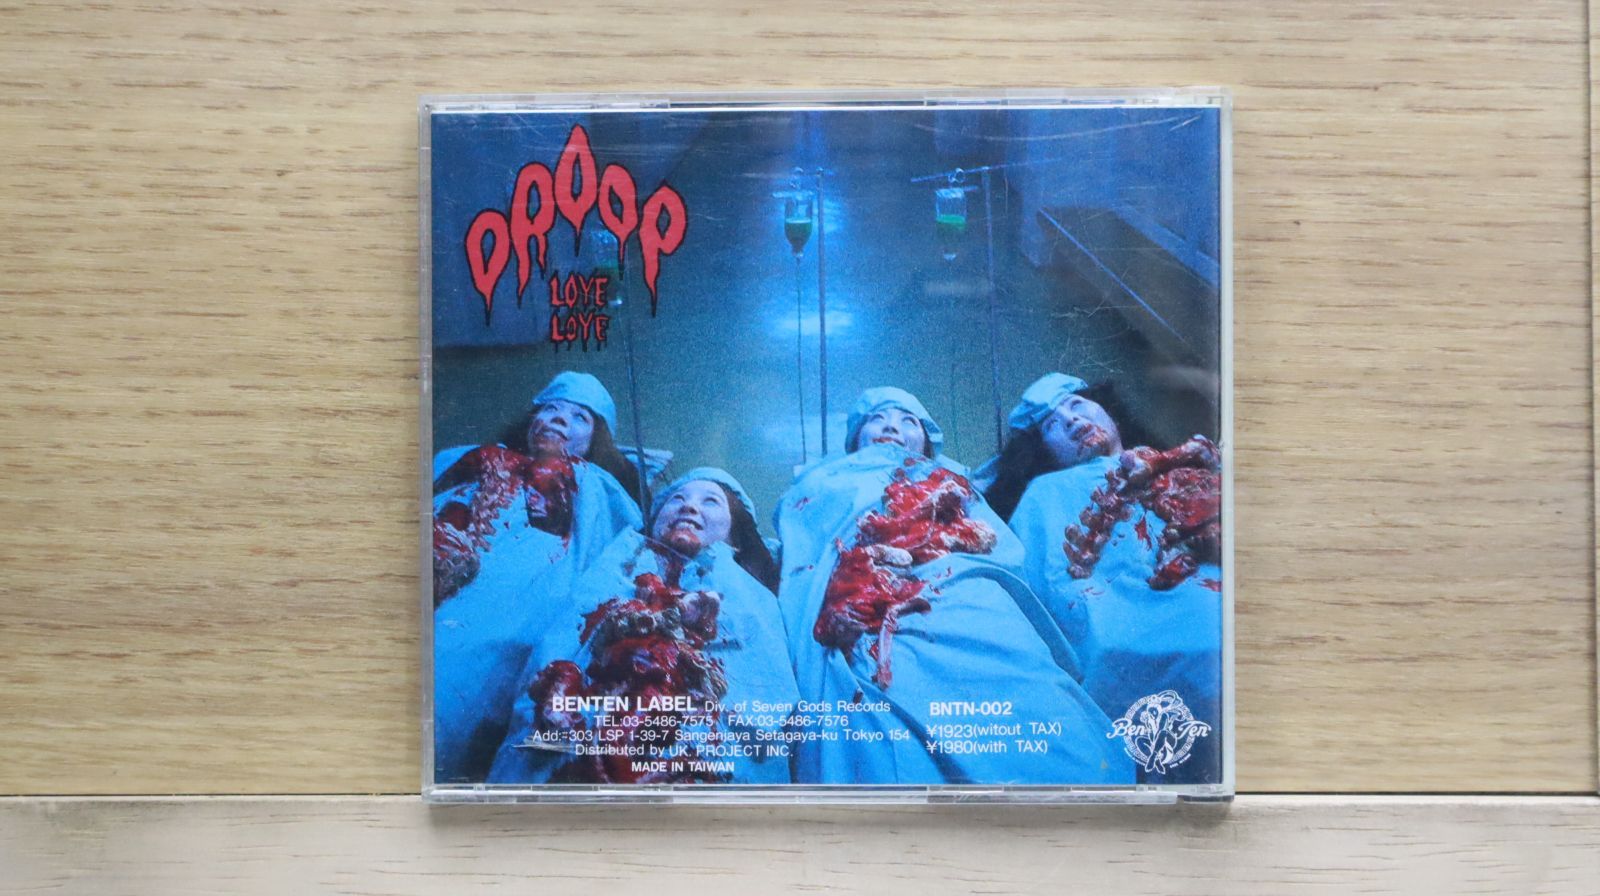 DROOP
LOVE
LOVE
BENTEN LABEL Div. of Seven Gods Records
TEL:03-5486-7575 FAX:03-5486-7576
Add:=303 LSP 1-39-7 Sangenjaya Setagaya-ku Tokyo 154
Distributed by UK. PROJECT INC.
MADE IN TAIWAN
BNTN-002
¥1923(witout TAX)
¥1980(with TAX)
Ben Ten